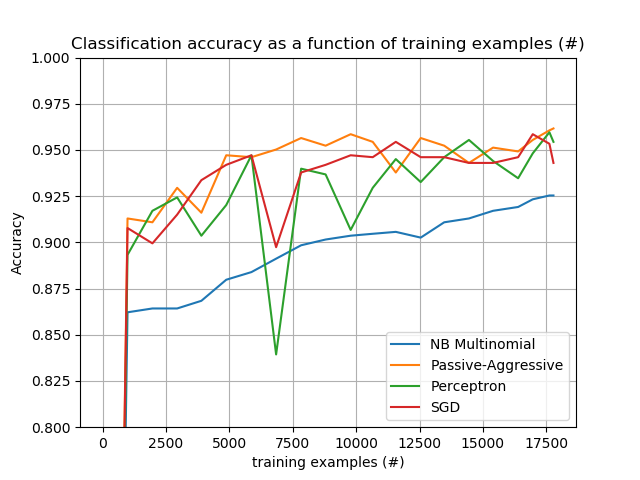 Classification accuracy as a function of training examples (#)
1.000
0.975
0.950
0.925
0.900
0.875
0.850
0.825
0.800
Accuracy
NB Multinomial
Passive-Aggressive
Perceptron
SGD
0 2500 5000 7500 10000 12500 15000 17500
training examples (#)